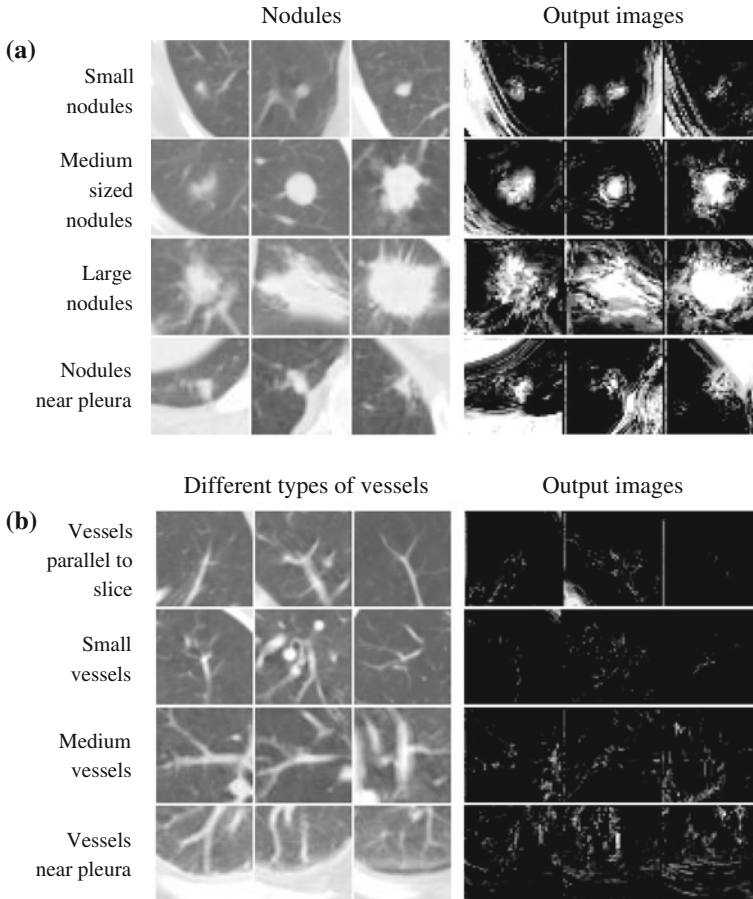 Nodules Output images
(a)
Small
nodules
Medium
sized
nodules
Large
nodules
Nodules
near pleura
Different types of vessels Output images
(b)
Vessels
parallel to
slice
Small
vessels
Medium
vessels
Vessels
near pleura